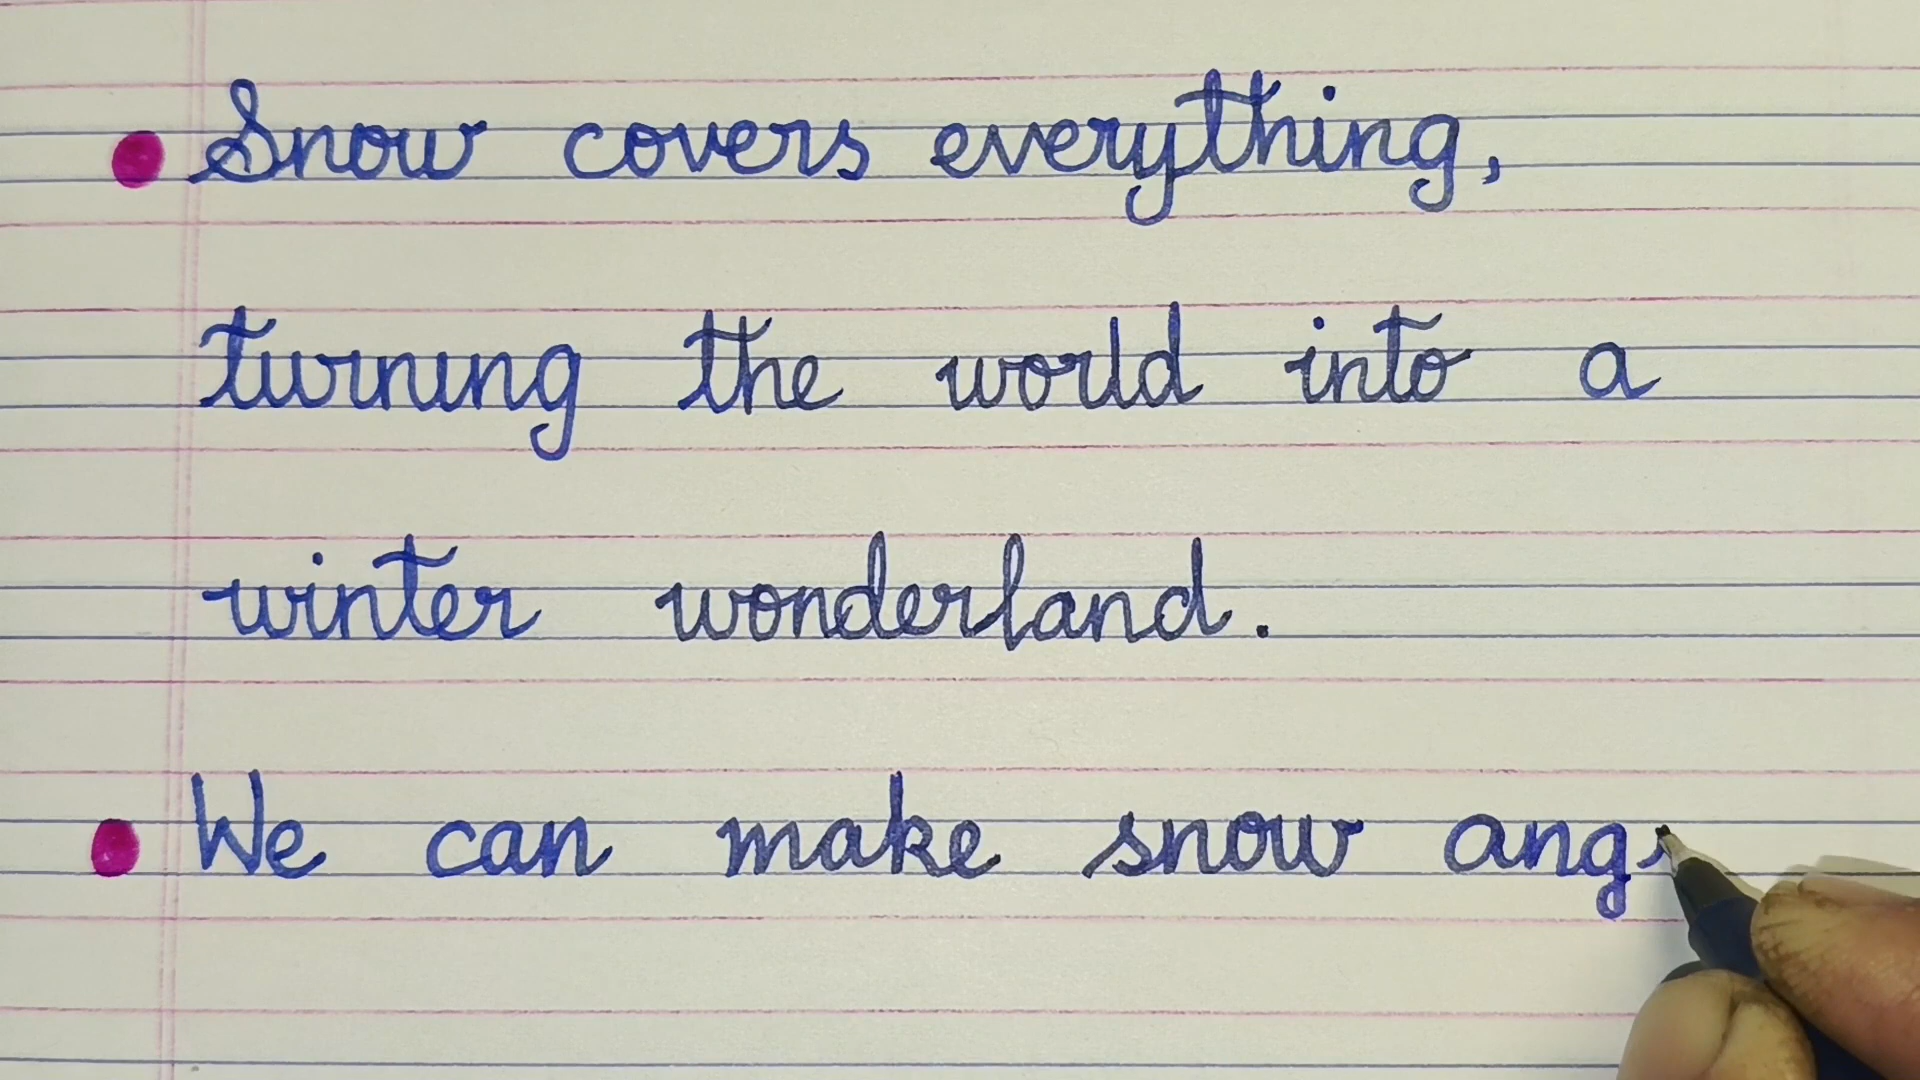 Snow covers everything,
turning the world into a
winter wonderland.
We can make snow ang